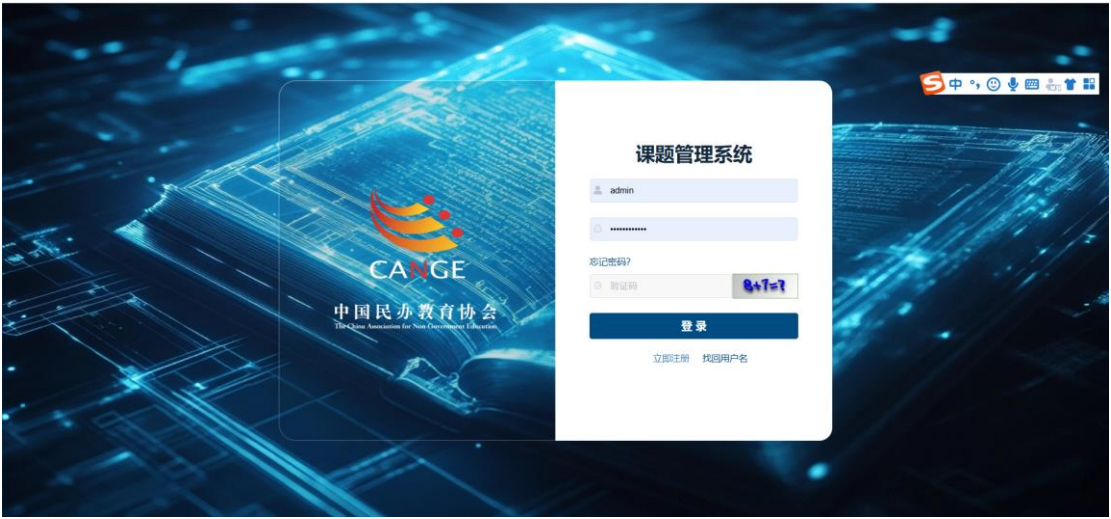 中
课题管理系统
admin
••••••••••••
忘记密码?
验证码
8+7=?
登录
立即注册 找回用户名
CANGE
中国民办教育协会
The China Association for Non-Government Education